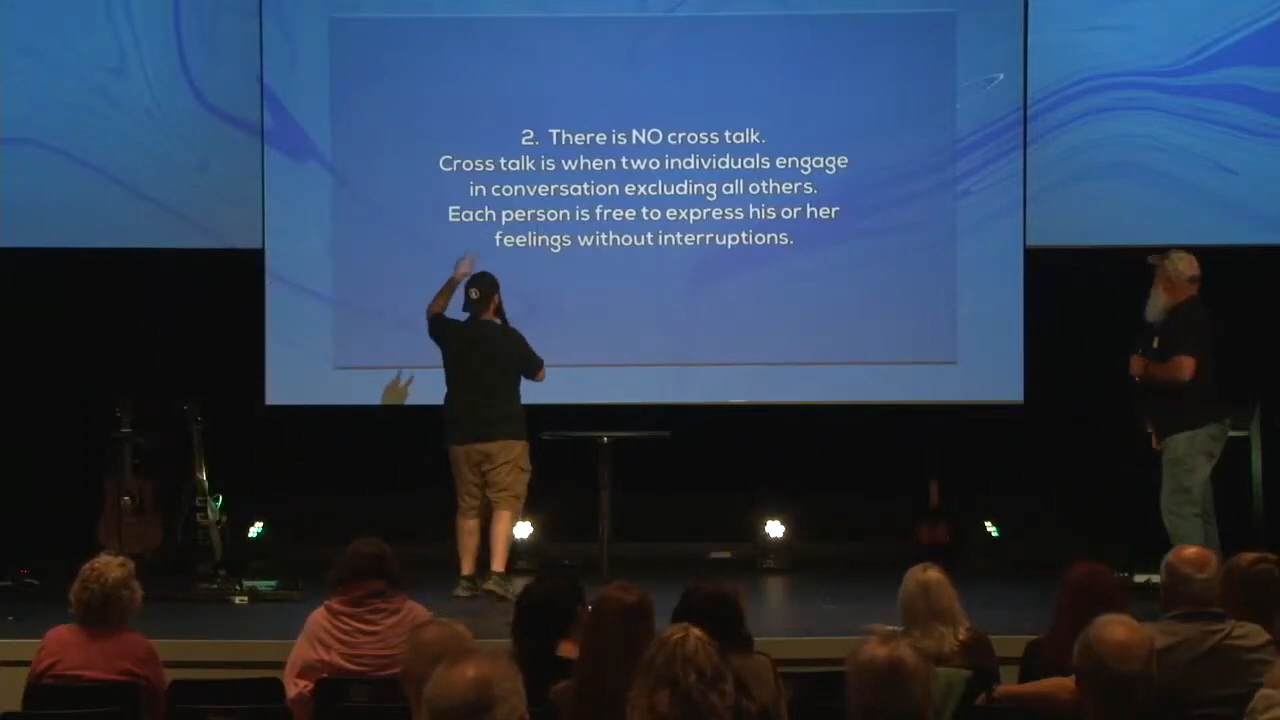 2. There is NO cross talk.
Cross talk is when two individuals engage
in conversation excluding all others.
Each person is free to express his or her
feelings without interruptions.